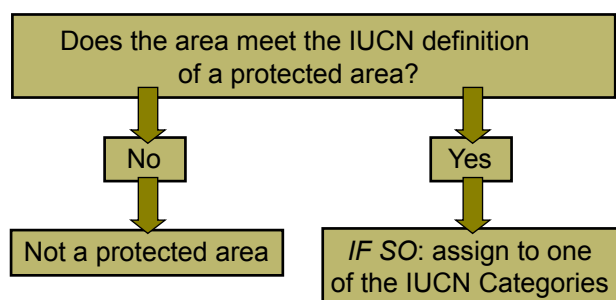 Does the area meet the IUCN definition
of a protected area?
No
Yes
Not a protected area
IF SO: assign to one
of the IUCN Categories